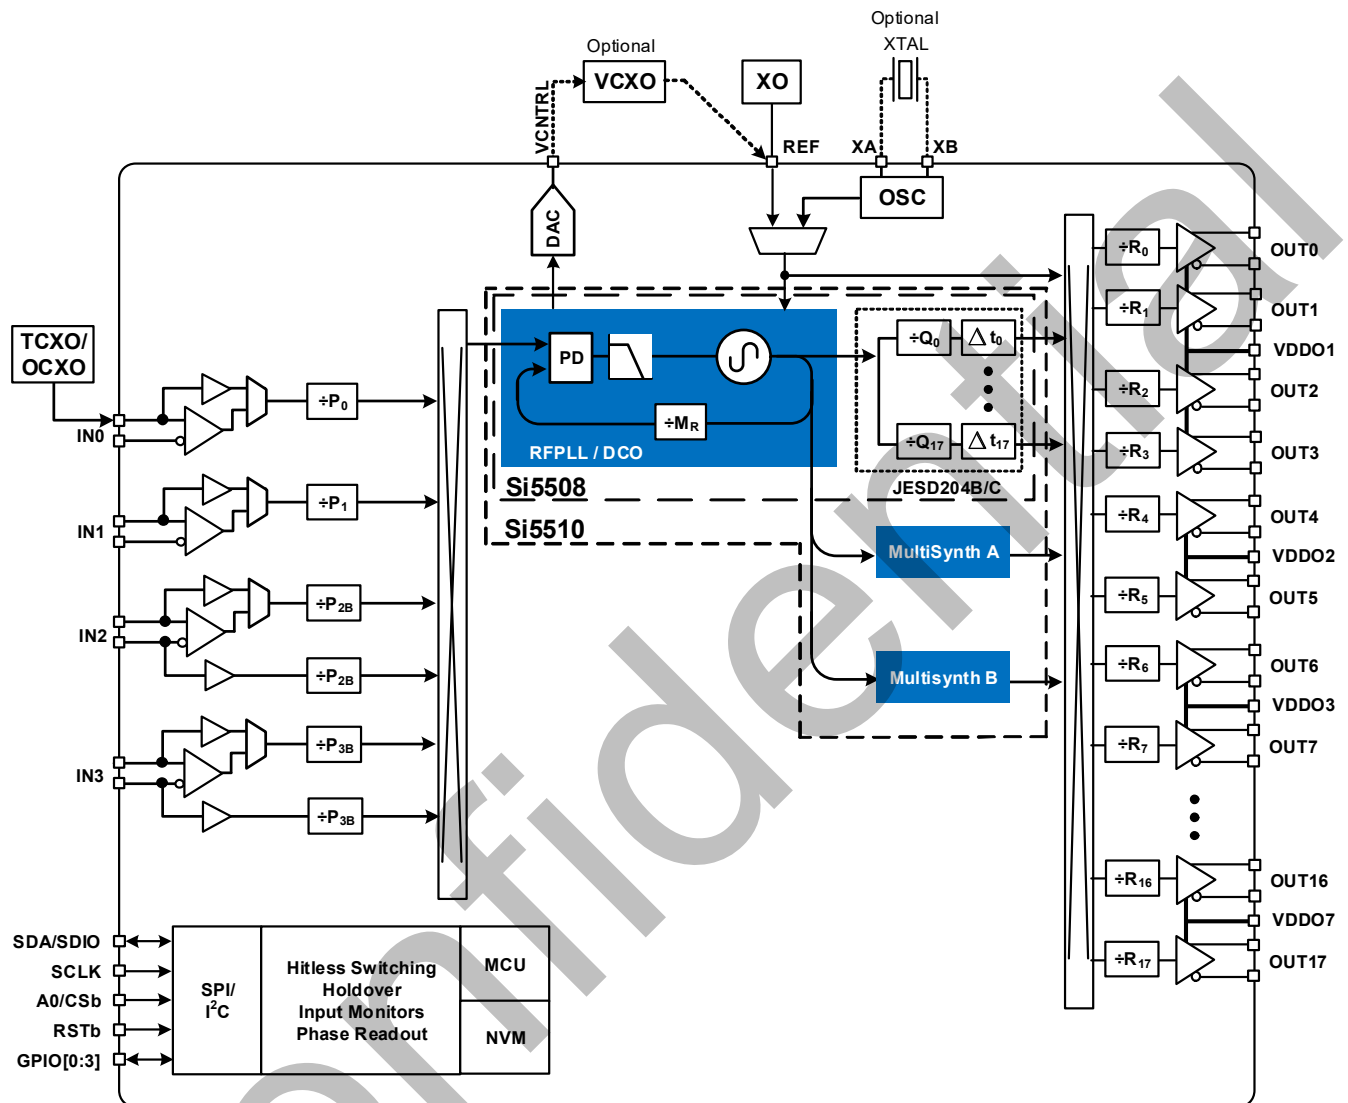 Optional
XTAL
Optional
VCXO
XO
VCNTRL
REF
XA
XB
OSC
DAC
TCXO/
OCXO
IN0
÷P0
IN1
÷P1
IN2
÷P2B
÷P2B
IN3
÷P3B
÷P3B
PD
÷MR
RFPLL / DCO
÷Q0
Δ t0
÷Q17
Δ t17
JESD204B/C
Si5508
Si5510
MultiSynth A
Multisynth B
÷R0
OUT0
÷R1
OUT1
VDDO1
÷R2
OUT2
÷R3
OUT3
÷R4
OUT4
VDDO2
÷R5
OUT5
÷R6
OUT6
VDDO3
÷R7
OUT7
÷R16
OUT16
VDDO7
÷R17
OUT17
SDA/SDIO
SCLK
A0/CSb
RSTb
GPIO[0:3]
SPI/
I2C
Hitless Switching
Holdover
Input Monitors
Phase Readout
MCU
NVM
onfidential